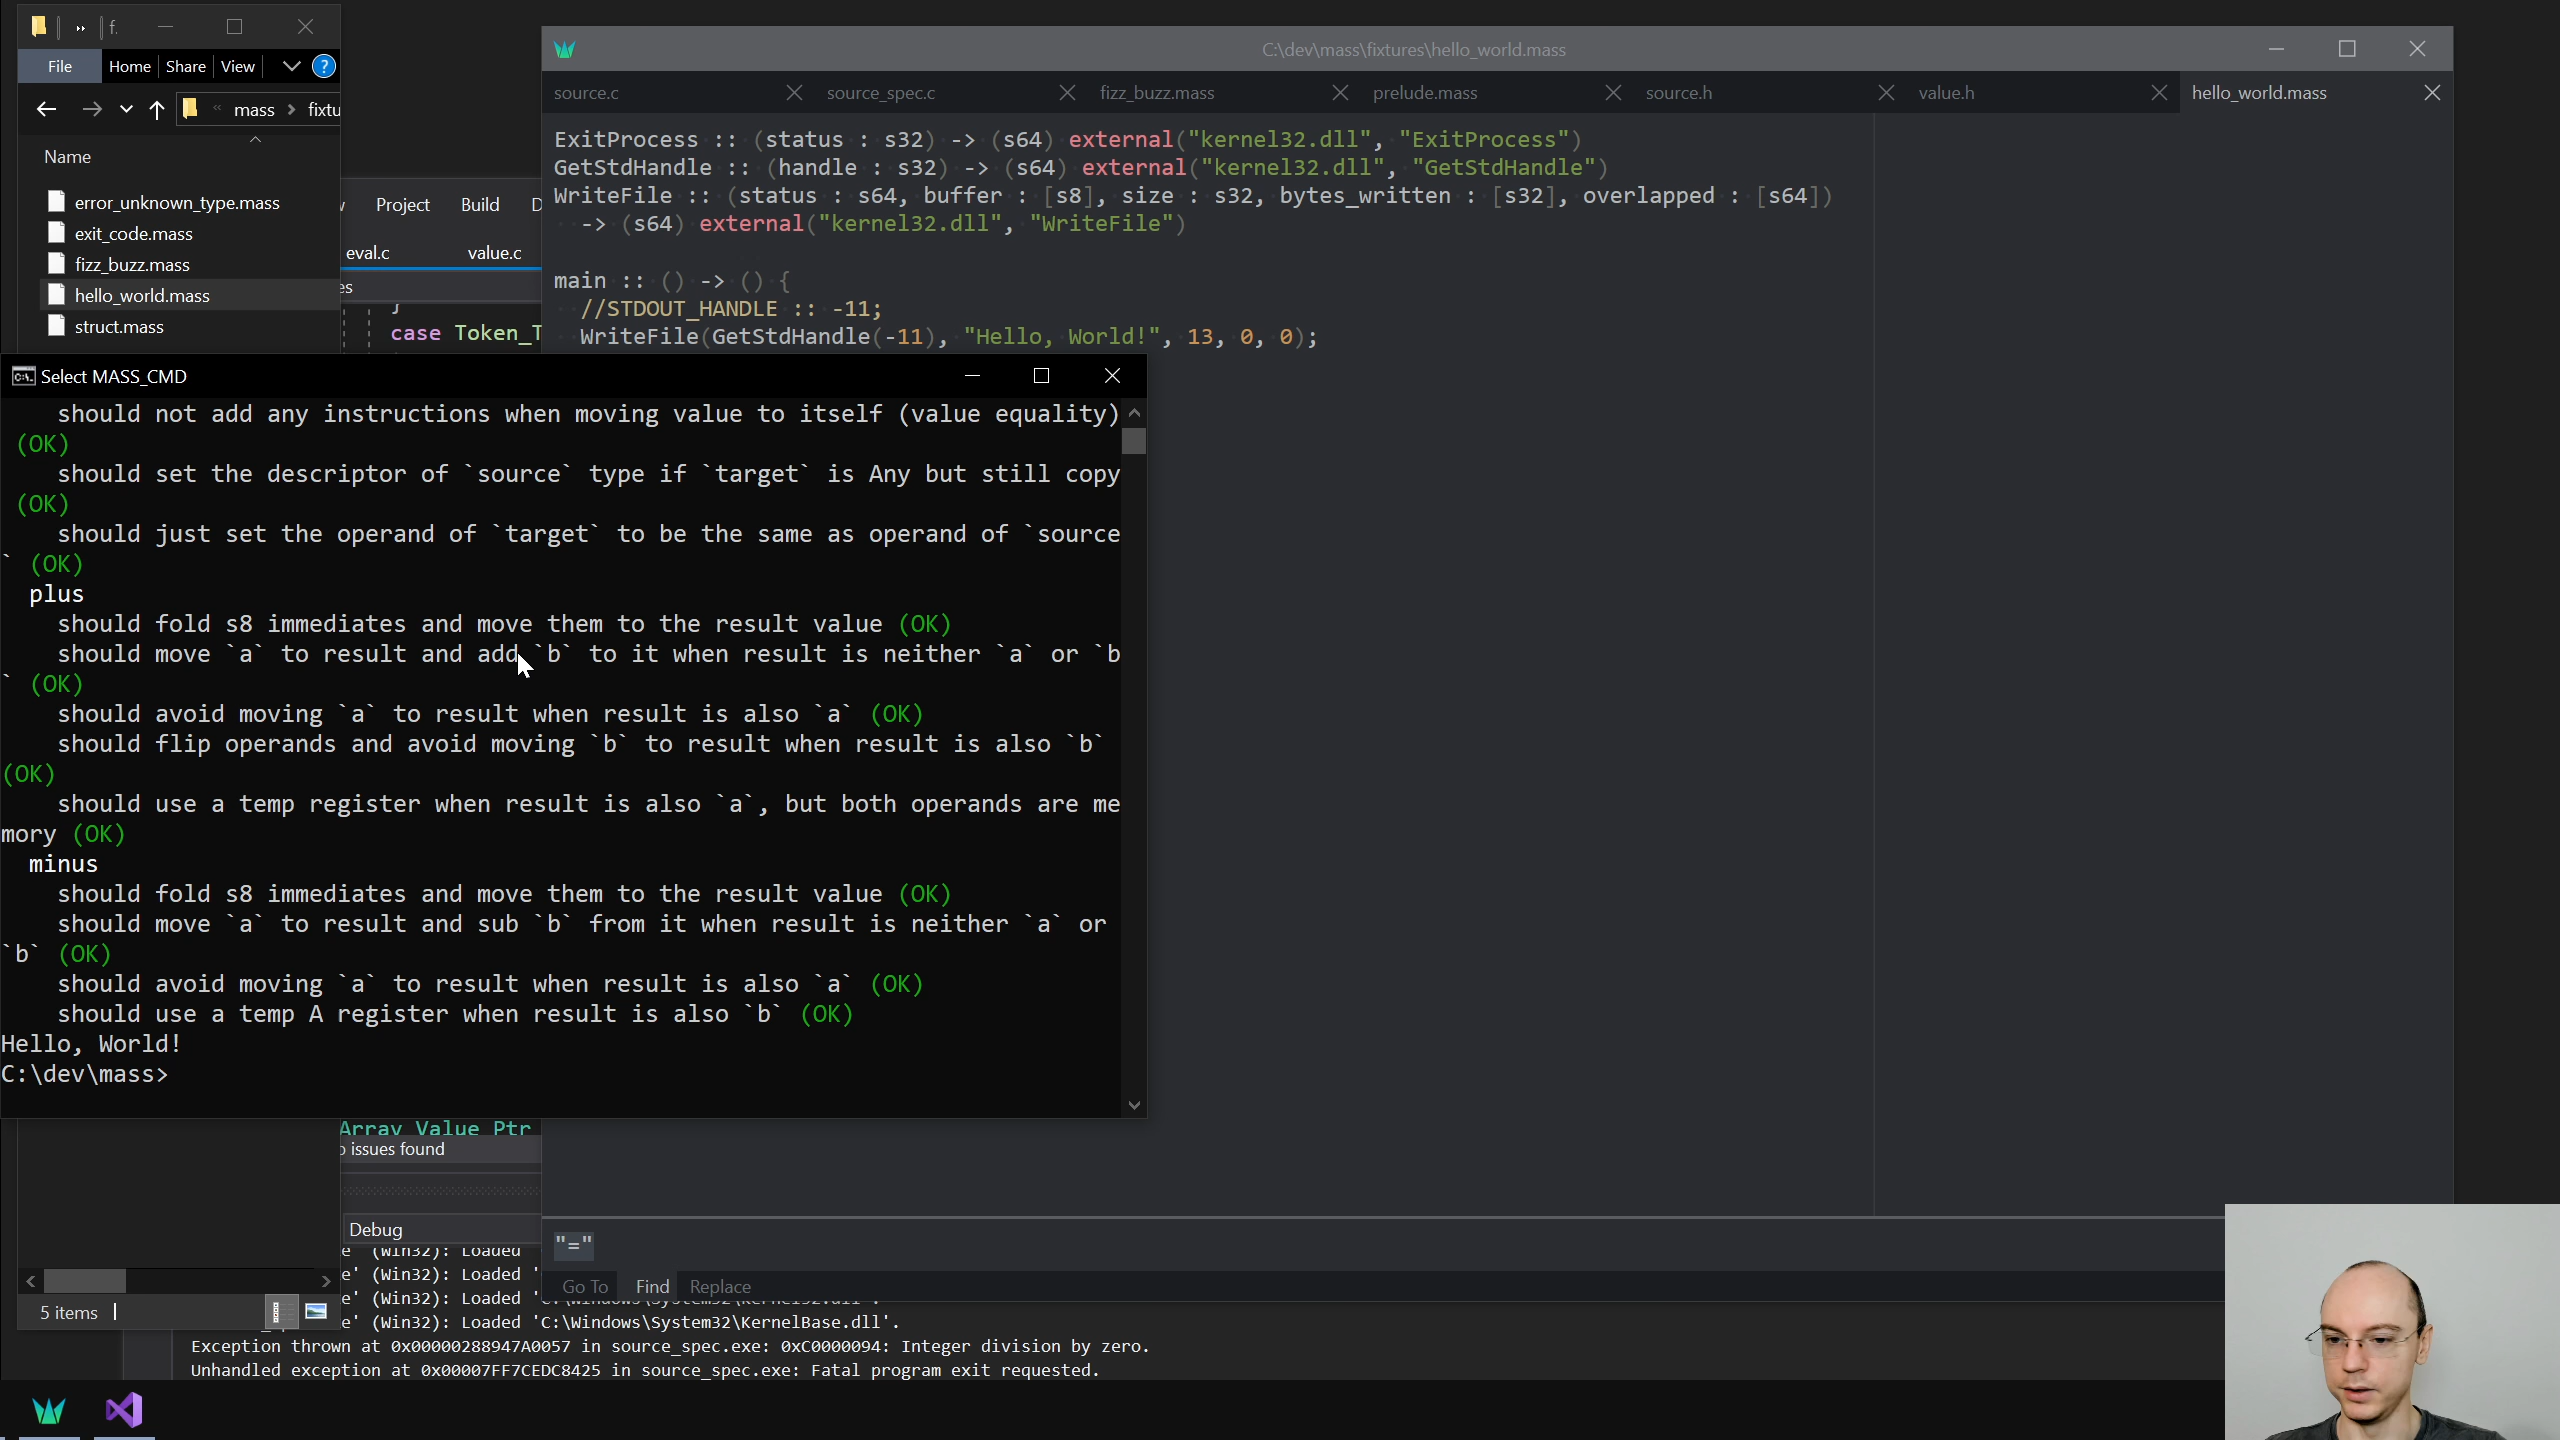 f.
File Home Share View ?
mass > fixtu
Name
error_unknown_type.mass
exit_code.mass
fizz_buzz.mass
hello_world.mass
struct.mass
5 items
Project Build D
eval.c value.c
es
}
case Token_T
C:\dev\mass\fixtures\hello_world.mass
source.c source_spec.c fizz_buzz.mass prelude.mass source.h value.h hello_world.mass
ExitProcess :: (status : s32) -> (s64) external("kernel32.dll", "ExitProcess")
GetStdHandle :: (handle : s32) -> (s64) external("kernel32.dll", "GetStdHandle")
WriteFile :: (status : s64, buffer : [s8], size : s32, bytes_written : [s32], overlapped : [s64])
-> (s64) external("kernel32.dll", "WriteFile")
main :: () -> () {
//STDOUT_HANDLE :: -11;
WriteFile(GetStdHandle(-11), "Hello, World!", 13, 0, 0);
Select MASS_CMD
should not add any instructions when moving value to itself (value equality)
(OK)
should set the descriptor of `source` type if `target` is Any but still copy
(OK)
should just set the operand of `target` to be the same as operand of `source
` (OK)
plus
should fold s8 immediates and move them to the result value (OK)
should move `a` to result and add `b` to it when result is neither `a` or `b
` (OK)
should avoid moving `a` to result when result is also `a` (OK)
should flip operands and avoid moving `b` to result when result is also `b`
(OK)
should use a temp register when result is also `a`, but both operands are me
mory (OK)
minus
should fold s8 immediates and move them to the result value (OK)
should move `a` to result and sub `b` from it when result is neither `a` or
`b` (OK)
should avoid moving `a` to result when result is also `a` (OK)
should use a temp A register when result is also `b` (OK)
Hello, World!
C:\dev\mass>
Array_Value_Ptr
issues found
Debug
"="
Go To Find Replace
e' (Win32): Loaded '
e' (Win32): Loaded '
e' (Win32): Loaded '
e' (Win32): Loaded 'C:\Windows\System32\KernelBase.dll'.
Exception thrown at 0x00000288947A0057 in source_spec.exe: 0xC0000094: Integer division by zero.
Unhandled exception at 0x00007FF7CEDC8425 in source_spec.exe: Fatal program exit requested.